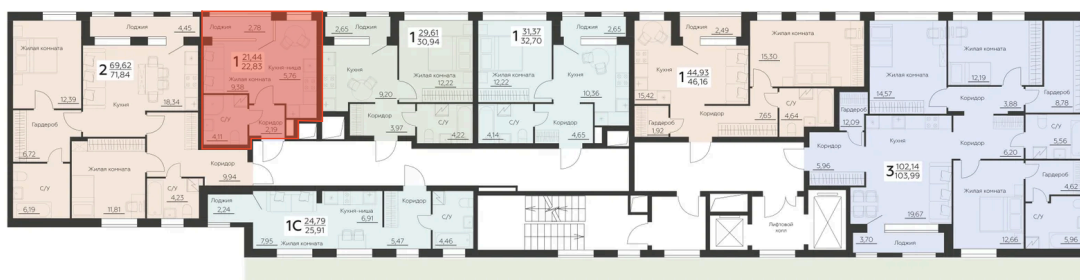 Лоджия
4.45
Жилая комната
2 69,62
71,84
12.39
Кухня
18.34
Гардероб
6.72
С/У
6.19
Жилая комната
11.81
С/У
4.23
Коридор
9.94
Лоджия
2,78
1 21,44
22,83
Кухня-ниша
5.76
Жилая комната
9.58
С/У
4.11
Коридор
2.19
2.65
Лоджия
Кухня
9.20
1 29,61
30,94
Жилая комната
12.22
Коридор
3,97
С/У
4.22
1 31,37
32,70
Жилая комната
12.22
Лоджия
2.65
Кухня
10.36
С/У
4.14
Коридор
4.65
Лоджия
2.49
Кухня
1 44,93
46,16
15.42
Жилая комната
15.30
Гардероб
1.92
Коридор
7.65
С/У
4.64
Лоджия
2.24
1С 24,79
25,91
Кухня-ниша
6.91
7.95 Жилая комната
Коридор
5.47
С/У
4.46
Лифтовой
холл
Жилая комната
14.57
Жилая комната
12.19
Жилая комната
8.78
Коридор
3.88
Гардероб
12.09
Коридор
5.96
Кухня
3 102,14
103,99
19.67
3.70
Лоджия
С/У
5.56
Коридор
6.20
Гардероб
4.62
Жилая комната
12.66
С/У
5.96